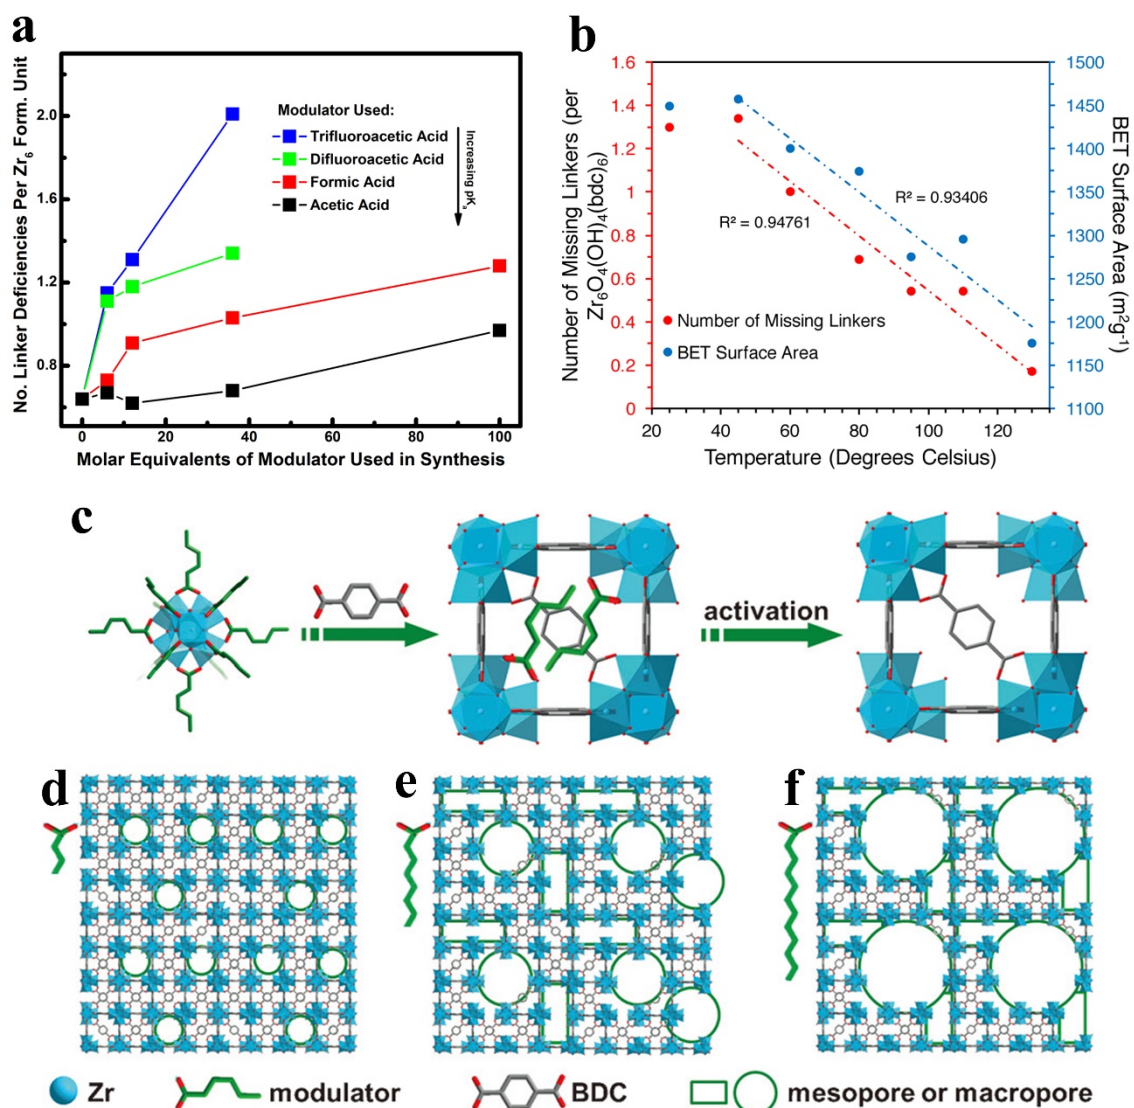 a
No. Linker Deficiencies Per Zr6 Form. Unit
2.0
1.6
1.2
0.8
Modulator Used:
Trifluoroacetic Acid
Difluoroacetic Acid
Formic Acid
Acetic Acid
Increasing pKa
0 20 40 60 80 100
Molar Equivalents of Modulator Used in Synthesis
b
Number of Missing Linkers (per
Zr6O4(OH)4(bdc)6)
1.6
1.4
1.2
1
0.8
0.6
0.4
0.2
0
R² = 0.94761
R² = 0.93406
Number of Missing Linkers
BET Surface Area
1500
1450
1400
1350
1300
1250
1200
1150
1100
BET Surface Area (m²g⁻¹)
20 40 60 80 100 120
Temperature (Degrees Celsius)
c
activation
d
e
f
Zr
modulator
BDC
mesopore or macropore